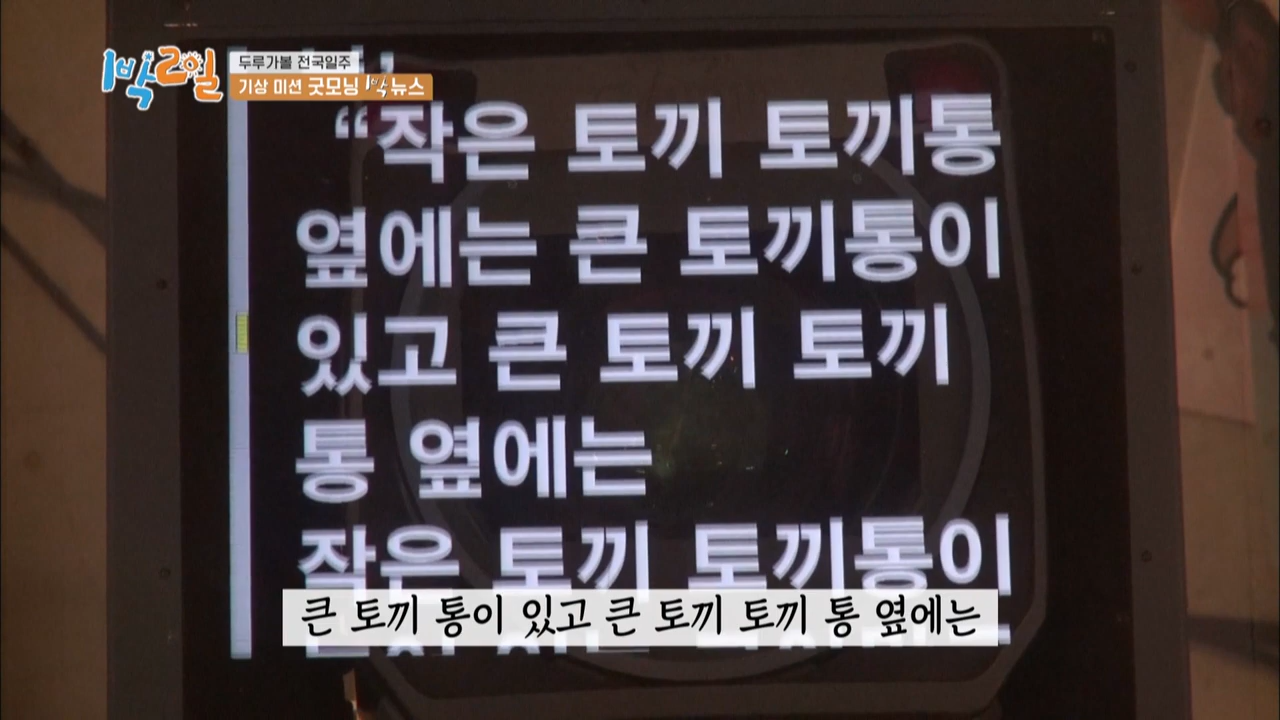 1박2일
두루가볼 전국일주
기상 미션 굿모닝 1박 뉴스
“작은 토끼 토끼통
옆에는 큰 토끼통이
있고 큰 토끼 토끼
통 옆에는
작은 토끼 토끼통이
큰 토끼 통이 있고 큰 토끼 토끼 통 옆에는